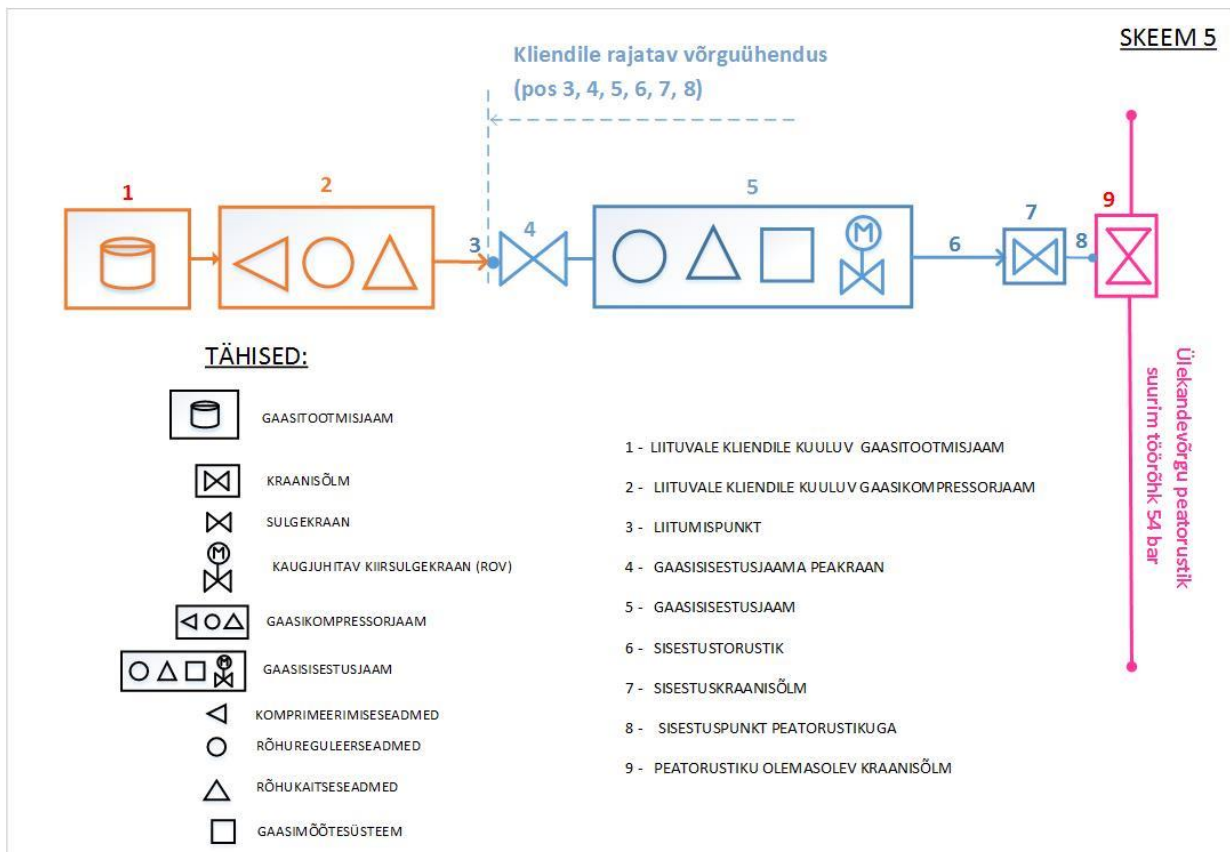 SKEEM 5
Kliendile rajatav võrguühendus
(pos 3, 4, 5, 6, 7, 8)
1
2
3
4
5
6
7
8
9
M
Ülekandevõrgu peatorustik
suurim töörõhk 54 bar
TÄHISED:
GAASITOOTMISJAAM
KRAANISÕLM
SULGEKRAAN
M
KAUGJUHITAV KIIRSULGEKRAAN (ROV)
GAASIKOMPRESSORJAAM
M
GAASISISESTUSJAAM
KOMPRIMEERIMISESEADMED
RÕHUREGULEERSEADMED
RÕHUKAITSESEADMED
GAASIMÕÕTESÜSTEEM
1 - LIITUVALE KLIENDILE KUULUV GAASITOOTMISJAAM
2 - LIITUVALE KLIENDILE KUULUV GAASIKOMPRESSORJAAM
3 - LIITUMISPUNKT
4 - GAASISISESTUSJAAMA PEAKRAAN
5 - GAASISISESTUSJAAM
6 - SISESTUSTORUSTIK
7 - SISESTUSKRAANISÕLM
8 - SISESTUSPUNKT PEATORUSTIKUGA
9 - PEATORUSTIKU OLEMASOLEV KRAANISÕLM